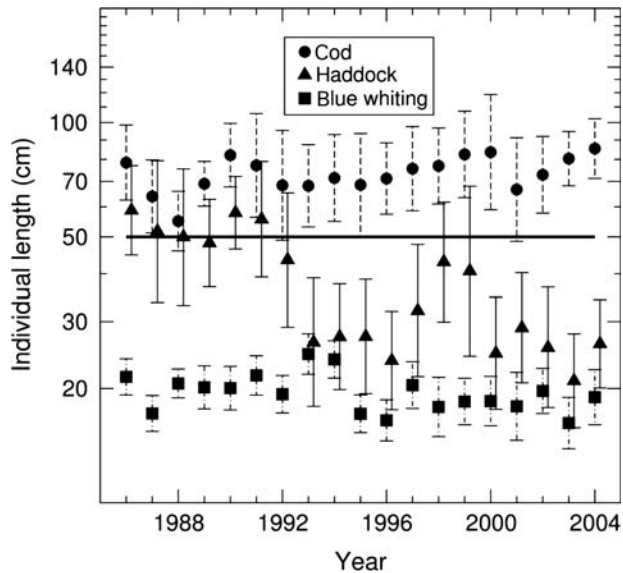 Cod
Haddock
Blue whiting
Individual length (cm)
140
100
70
50
30
20
1988 1992 1996 2000 2004
Year